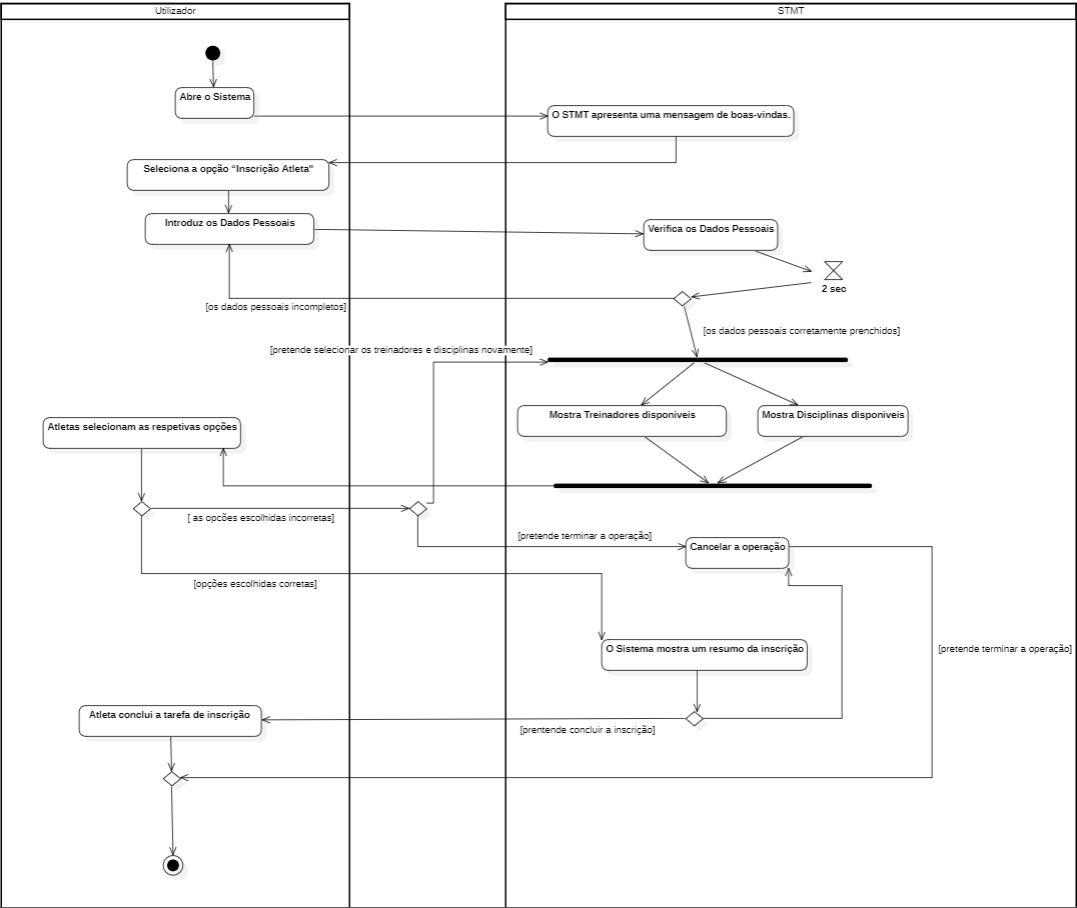 Utilizador
STMT
Abre o Sistema
O STMT apresenta uma mensagem de boas-vindas.
Seleciona a opção "Inscrição Atleta"
Introduz os Dados Pessoais
Verifica os Dados Pessoais
2 sec
[os dados pessoais incompletos]
[os dados pessoais corretamente prenchidos]
[pretende selecionar os treinadores e disciplinas novamente]
Mostra Treinadores disponiveis
Mostra Disciplinas disponiveis
Atletas selecionam as respetivas opções
[ as opcões escolhidas incorretas]
[pretende terminar a operação]
Cancelar a operação
[opções escolhidas corretas]
O Sistema mostra um resumo da inscrição
[pretende terminar a operação]
Atleta conclui a tarefa de inscrição
[prentende concluir a inscrição]